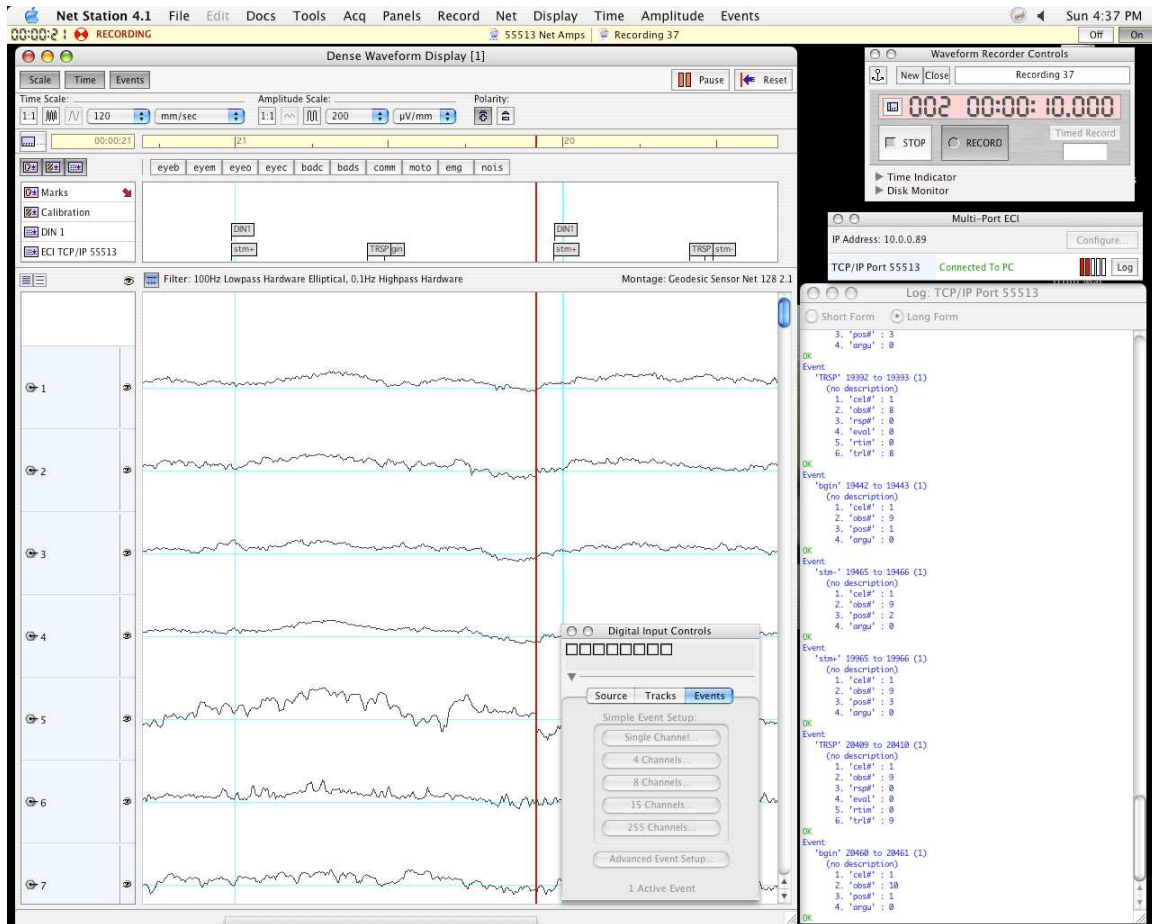 Net Station 4.1 File Edit Docs Tools Acq Panels Record Net Display Time Amplitude Events Sun 4:37 PM
00:00:21 RECORDING 55513 Net Amps Recording 37 Off On
Dense Waveform Display [1]
Scale Time Events Pause Reset
Time Scale: Amplitude Scale: Polarity:
1:1 120 mm/sec 1:1 200 µV/mm
00:00:21 21 20
eyeb eyem eyeo eyec badc bads comm moto emg nois
Marks
Calibration
DIN 1 DIN1 DIN1
ECI TCP/IP 55513 stm+ TRSP gin stm+ TRSP stm-
Filter: 100Hz Lowpass Hardware Elliptical, 0.1Hz Highpass Hardware Montage: Geodesic Sensor Net 128 2.1
1
2
3
4
5
6
7
Digital Input Controls
Source Tracks Events
Simple Event Setup:
Single Channel...
4 Channels...
8 Channels...
15 Channels...
255 Channels...
Advanced Event Setup...
1 Active Event
Waveform Recorder Controls
New Close Recording 37
002 00:00:10.000
STOP RECORD Timed Record
Time Indicator
Disk Monitor
Multi-Port ECI
IP Address: 10.0.0.89 Configure...
TCP/IP Port 55513 Connected To PC Log
Log: TCP/IP Port 55513
Short Form Long Form
3. 'pos#' : 3
4. 'argu' : 0
OK
Event
'TRSP' 19392 to 19393 (1)
(no description)
1. 'cel#' : 1
2. 'obs#' : 8
3. 'rsp#' : 0
4. 'eval' : 0
5. 'rtim' : 0
6. 'trl#' : 8
OK
Event
'bgin' 19442 to 19443 (1)
(no description)
1. 'cel#' : 1
2. 'obs#' : 9
3. 'pos#' : 1
4. 'argu' : 0
OK
Event
'stm-' 19465 to 19466 (1)
(no description)
1. 'cel#' : 1
2. 'obs#' : 9
3. 'pos#' : 2
4. 'argu' : 0
OK
Event
'stm+' 19965 to 19966 (1)
(no description)
1. 'cel#' : 1
2. 'obs#' : 9
3. 'pos#' : 3
4. 'argu' : 0
OK
Event
'TRSP' 20409 to 20410 (1)
(no description)
1. 'cel#' : 1
2. 'obs#' : 9
3. 'rsp#' : 0
4. 'eval' : 0
5. 'rtim' : 0
6. 'trl#' : 9
OK
Event
'bgin' 20460 to 20461 (1)
(no description)
1. 'cel#' : 1
2. 'obs#' : 10
3. 'pos#' : 1
4. 'argu' : 0
OK